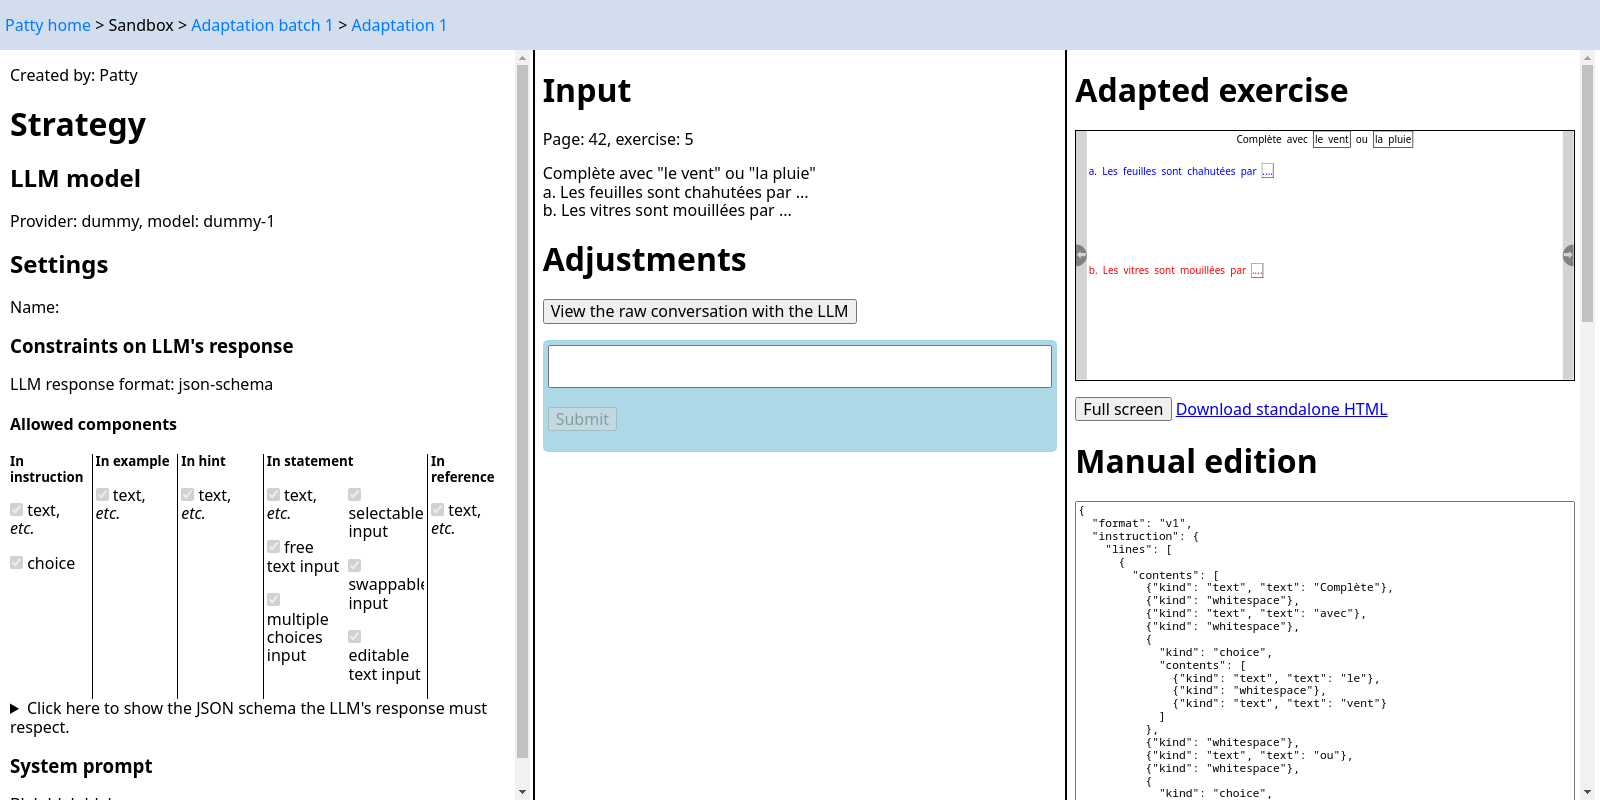 Patty home > Sandbox > Adaptation batch 1 > Adaptation 1
Created by: Patty
Strategy
LLM model
Provider: dummy, model: dummy-1
Settings
Name:
Constraints on LLM's response
LLM response format: json-schema
Allowed components
In instruction
text, etc.
choice
In example
text, etc.
In hint
text, etc.
In statement
text, etc.
free text input
multiple choices input
selectable input
swappable input
editable text input
In reference
text, etc.
Click here to show the JSON schema the LLM's response must
respect.
System prompt
Input
Page: 42, exercise: 5
Complète avec "le vent" ou "la pluie"
a. Les feuilles sont chahutées par ...
b. Les vitres sont mouillées par ...
Adjustments
View the raw conversation with the LLM
Submit
Adapted exercise
Complète avec le vent ou la pluie
a. Les feuilles sont chahutées par ....
b. Les vitres sont mouillées par ....
Full screen Download standalone HTML
Manual edition
{
  "format": "v1",
  "instruction": {
    "lines": [
      {
        "contents": [
          {"kind": "text", "text": "Complète"},
          {"kind": "whitespace"},
          {"kind": "text", "text": "avec"},
          {"kind": "whitespace"},
          {
            "kind": "choice",
            "contents": [
              {"kind": "text", "text": "le"},
              {"kind": "whitespace"},
              {"kind": "text", "text": "vent"}
            ]
          },
          {"kind": "whitespace"},
          {"kind": "text", "text": "ou"},
          {"kind": "whitespace"},
          {
            "kind": "choice",